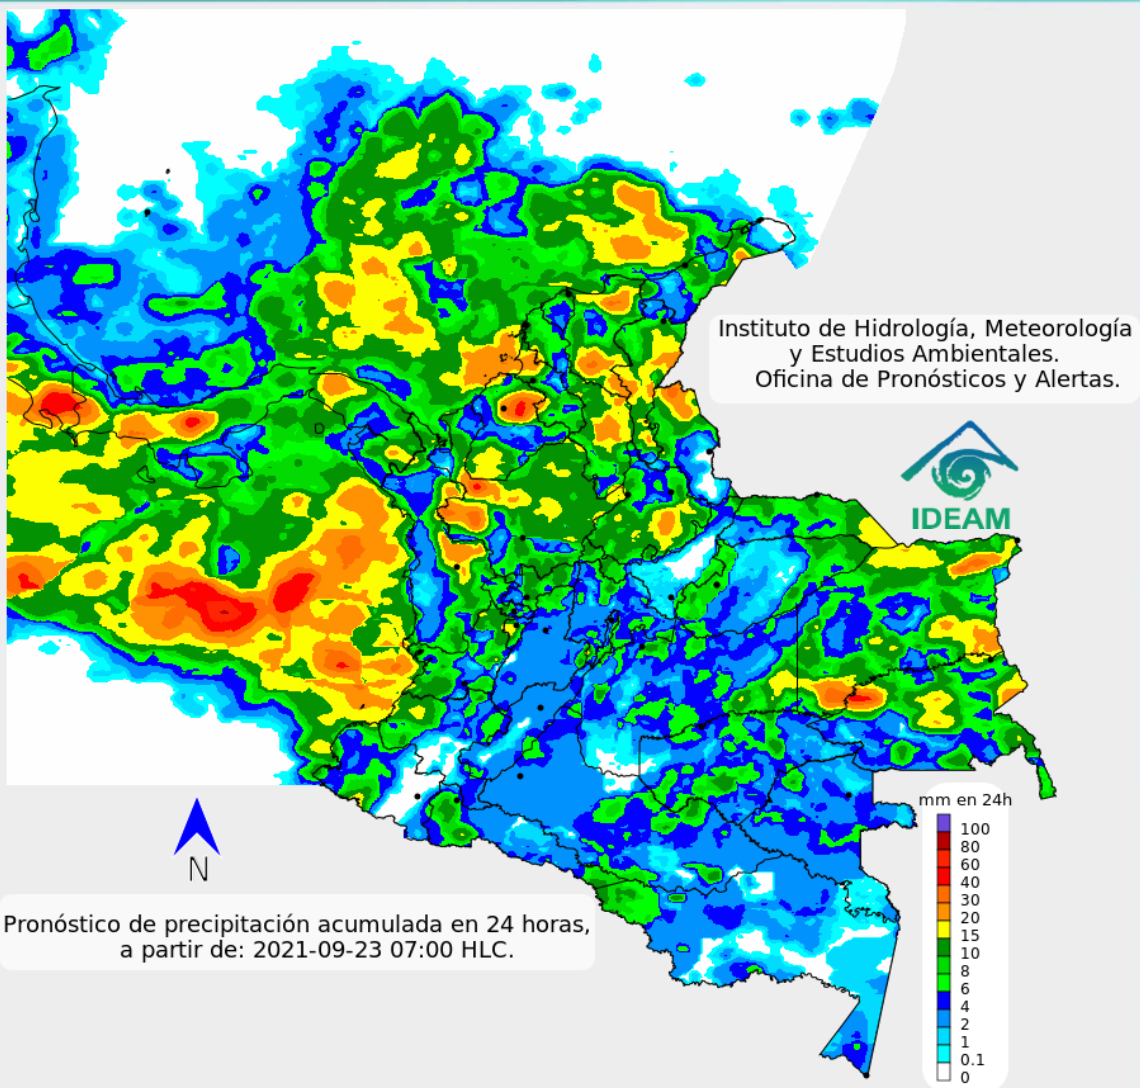 Instituto de Hidrología, Meteorología
y Estudios Ambientales.
Oficina de Pronósticos y Alertas.
IDEAM
mm en 24h
100
80
60
40
30
20
15
10
8
6
4
2
1
0.1
0
N
Pronóstico de precipitación acumulada en 24 horas,
a partir de: 2021-09-23 07:00 HLC.